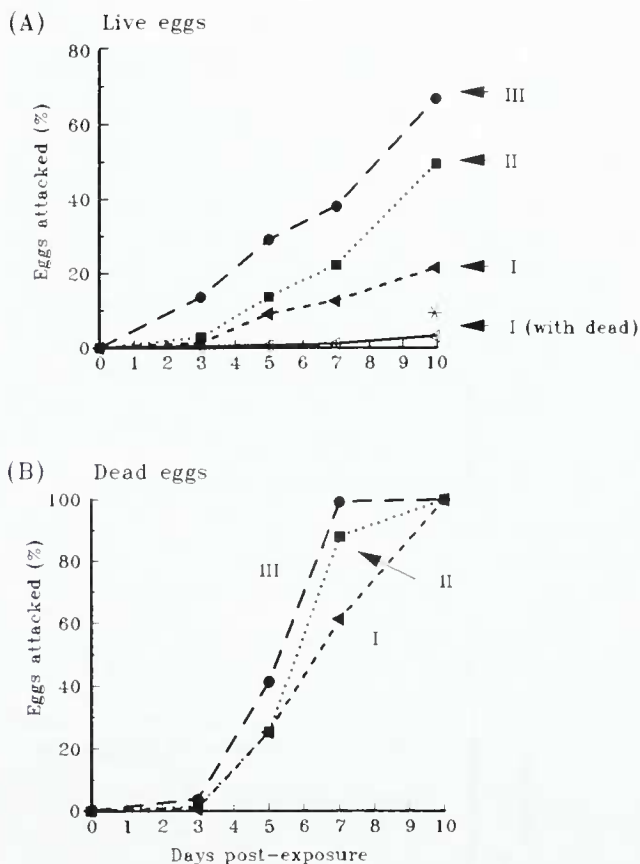 (A) Live eggs
80
60
40
20
0
Eggs attacked (%)
III
II
I
*
I (with dead)
0 1 2 3 4 5 6 7 8 9 10
(B) Dead eggs
100
80
60
40
20
0
Eggs attacked (%)
III
II
I
0 1 2 3 4 5 6 7 8 9 10
Days post-exposure